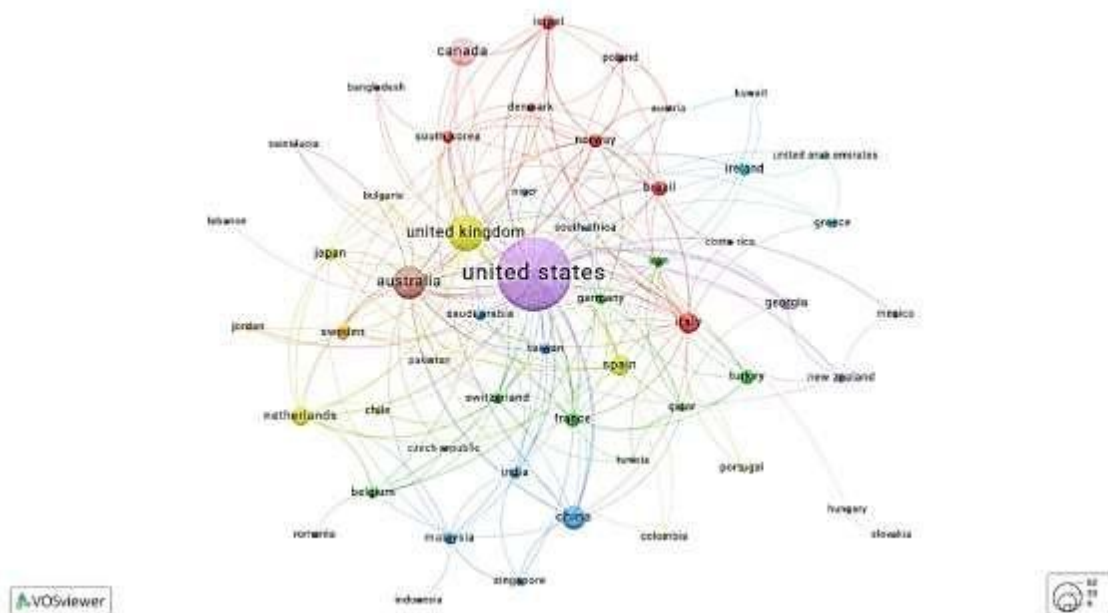 israel
canada
poland
bangladesh
kuwait
denmark
austria
south korea
norway
saint lucia
united arab emirates
ireland
brazil
niger
bulgaria
lebanon
greece
south africa
united kingdom
costa rica
japan
united states
australia
germany
georgia
saudi arabia
mexico
italy
jordan
sweden
taiwan
pakistan
spain
turkey
new zealand
switzerland
qatar
netherlands
chile
france
czech republic
tunisia
portugal
india
belgium
hungary
china
romania
malaysia
colombia
slovakia
singapore
indonesia
VOSviewer